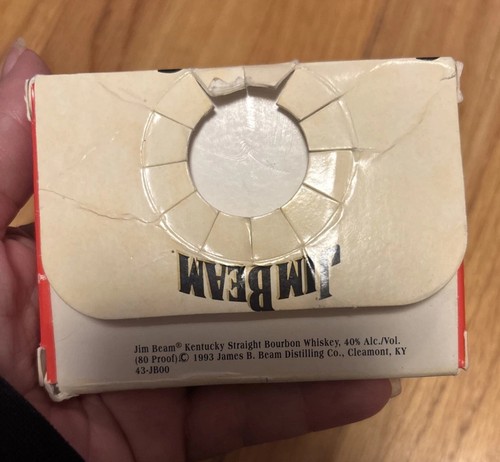 JIM BEAM
Jim Beam® Kentucky Straight Bourbon Whiskey, 40% Alc./Vol.
(80 Proof).© 1993 James B. Beam Distilling Co., Clearmont, KY
43-JB00